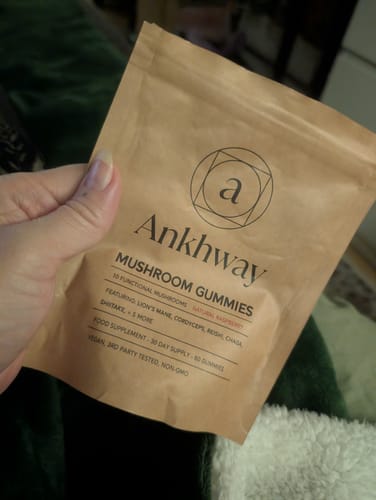 a
Ankhway
MUSHROOM GUMMIES
10 FUNCTIONAL MUSHROOMS · NATURAL RASPBERRY
FEATURING: LION'S MANE, CORDYCEPS, REISHI, CHAGA,
SHIITAKE, + 5 MORE
FOOD SUPPLEMENT · 30 DAY SUPPLY · 60 GUMMIES
VEGAN, 3RD PARTY TESTED, NON-GMO